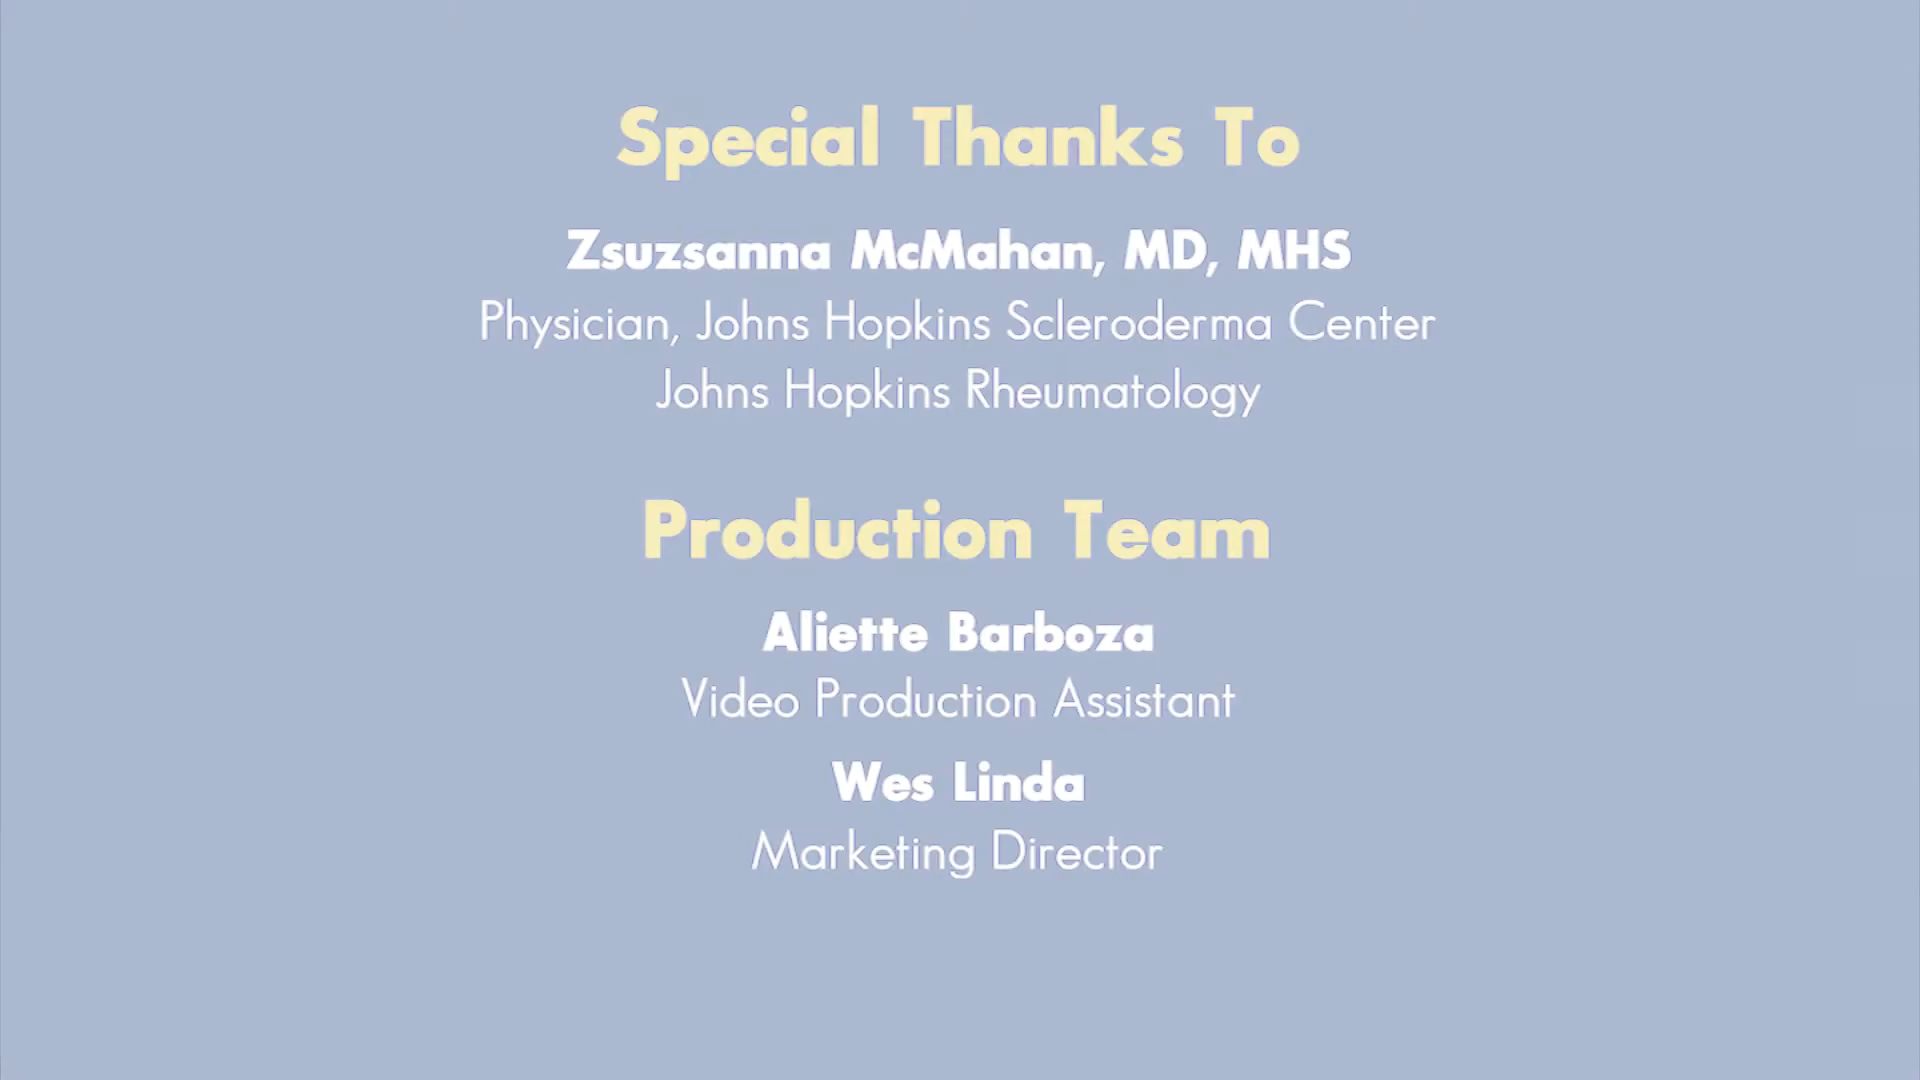 Special Thanks To
Zsuzsanna McMahan, MD, MHS
Physician, Johns Hopkins Scleroderma Center
Johns Hopkins Rheumatology
Production Team
Aliette Barboza
Video Production Assistant
Wes Linda
Marketing Director